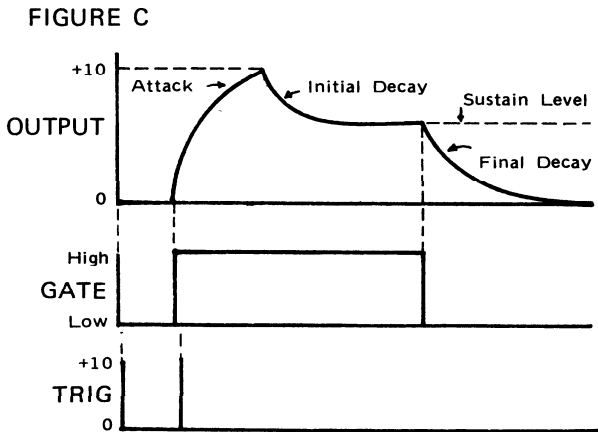 FIGURE C
+10
Attack
Initial Decay
Sustain Level
OUTPUT
Final Decay
0
High
GATE
Low
+10
TRIG
0